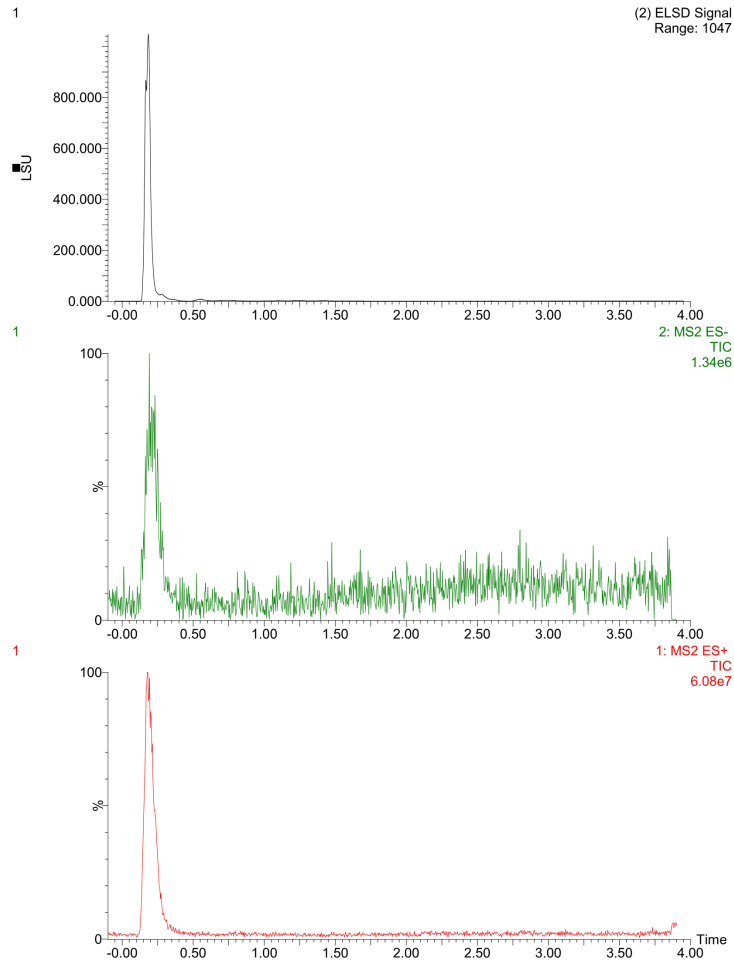 1
(2) ELSD Signal
Range: 1047
LSU
800.000
600.000
400.000
200.000
0.000
-0.00 0.50 1.00 1.50 2.00 2.50 3.00 3.50 4.00
1
2: MS2 ES-
TIC
1.34e6
100
%
0
-0.00 0.50 1.00 1.50 2.00 2.50 3.00 3.50 4.00
1
1: MS2 ES+
TIC
6.08e7
100
%
0
Time
-0.00 0.50 1.00 1.50 2.00 2.50 3.00 3.50 4.00